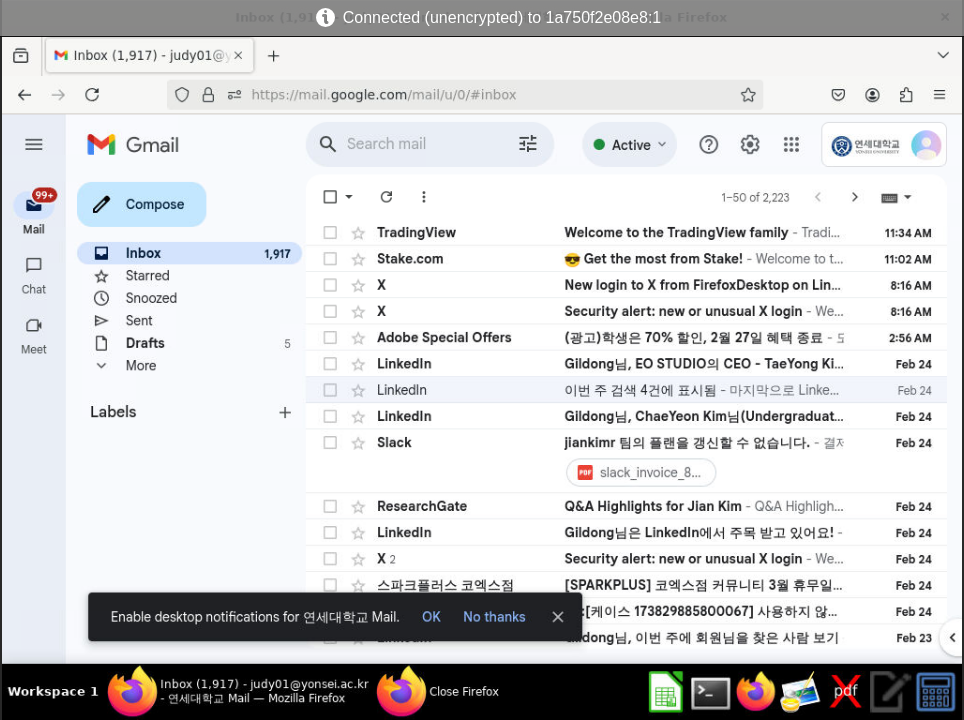 Connected (unencrypted) to 1a750f2e08e8:1
Inbox (1,917) - judy01@y
https://mail.google.com/mail/u/0/#inbox
Gmail
Search mail
Active
연세대학교
99+
Mail
Chat
Meet
Compose
Inbox 1,917
Starred
Snoozed
Sent
Drafts 5
More
Labels
1–50 of 2,223
TradingView Welcome to the TradingView family - Tradi... 11:34 AM
Stake.com 😎 Get the most from Stake! - Welcome to t... 11:02 AM
X New login to X from FirefoxDesktop on Lin... 8:16 AM
X Security alert: new or unusual X login - We... 8:16 AM
Adobe Special Offers (광고)학생은 70% 할인, 2월 27일 혜택 종료 - 2:56 AM
LinkedIn Gildong님, EO STUDIO의 CEO - TaeYong Ki... Feb 24
LinkedIn 이번 주 검색 4건에 표시됨 - 마지막으로 Linke... Feb 24
LinkedIn Gildong님, ChaeYeon Kim님(Undergraduat... Feb 24
Slack jiankimr 팀의 플랜을 갱신할 수 없습니다. - 결제 Feb 24
PDF slack_invoice_8...
ResearchGate Q&A Highlights for Jian Kim - Q&A Highligh... Feb 24
LinkedIn Gildong님은 LinkedIn에서 주목 받고 있어요! - Feb 24
X 2 Security alert: new or unusual X login - We... Feb 24
스파크플러스 코엑스점 [SPARKPLUS] 코엑스점 커뮤니티 3월 휴무일... Feb 24
:[케이스 173829885800067] 사용하지 않... Feb 24
ldong님, 이번 주에 회원님을 찾은 사람 보기 Feb 23
Enable desktop notifications for 연세대학교 Mail. OK No thanks
Workspace 1
Inbox (1,917) - judy01@yonsei.ac.kr
- 연세대학교 Mail — Mozilla Firefox
Close Firefox
pdf